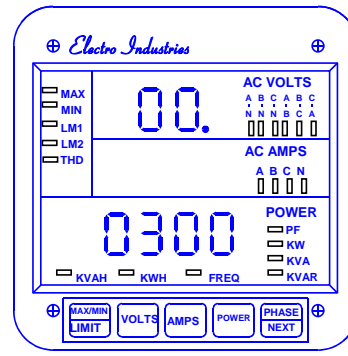 Electro Industries
MAX
MIN
LM1
LM2
THD
00.
AC VOLTS
A B C A B C
N N N B C A
AC AMPS
A B C N
0300
POWER
PF
KW
KVA
KVAR
KVAH KWH FREQ
MAX/MIN
LIMIT
VOLTS
AMPS
POWER
PHASE
NEXT